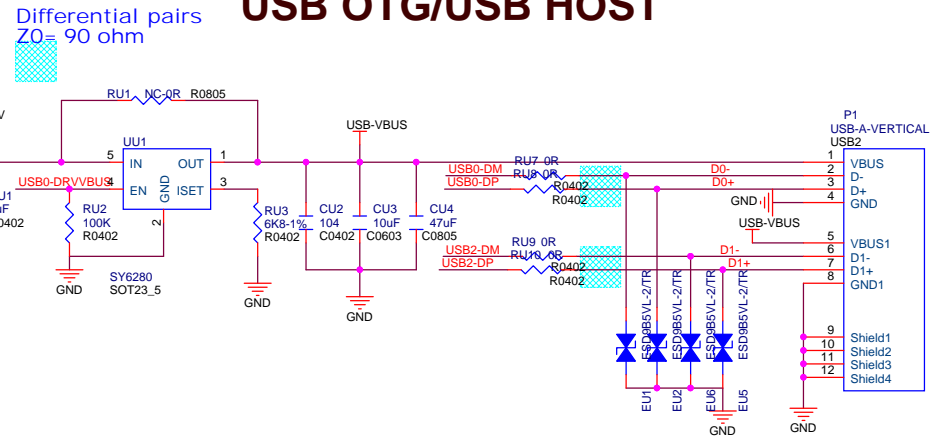 USB OTG/USB HOST
Differential pairs
Z0= 90 ohm
RU1 NC-0R R0805
USB-VBUS
P1
USB-A-VERTICAL
USB2
UU1
5 IN OUT 1
USB0-DRVVBUS 4 EN ISET 3
GND
2
RU2
100K
R0402
GND
SY6280
SOT23_5
RU3
6K8-1%
R0402
GND
CU2
104
C0402
CU3
10uF
C0603
CU4
47uF
C0805
GND
RU7 0R
USB0-DM
RU8 0R
USB0-DP
R0402
R0402
D0-
D0+
GND
USB-VBUS
RU9 0R
USB2-DM
RU10 0R
USB2-DP
R0402
R0402
D1-
D1+
1 VBUS
2 D-
3 D+
4 GND
5 VBUS1
6 D1-
7 D1+
8 GND1
9 Shield1
10 Shield2
11 Shield3
12 Shield4
GND
ESD9B5VL-2/TR
ESD9B5VL-2/TR
ESD9B5VL-2/TR
ESD9B5VL-2/TR
EU1
EU2
EU6
EU5
GND